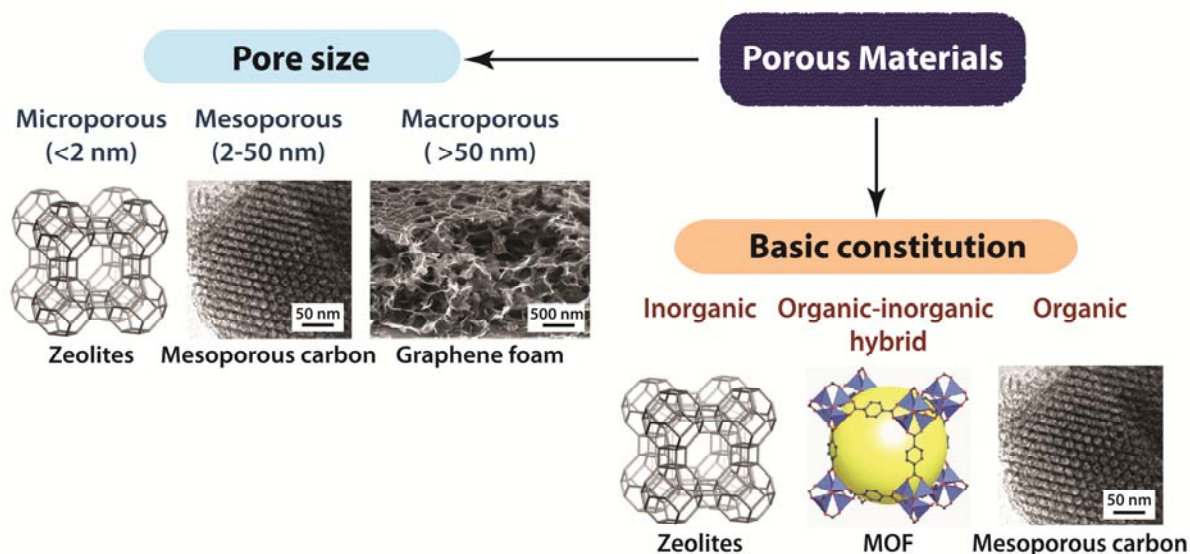 Porous Materials
Pore size
Microporous
(<2 nm)
Mesoporous
(2-50 nm)
Macroporous
( >50 nm)
50 nm
500 nm
Zeolites
Mesoporous carbon
Graphene foam
Basic constitution
Inorganic
Organic-inorganic
hybrid
Organic
50 nm
Zeolites
MOF
Mesoporous carbon